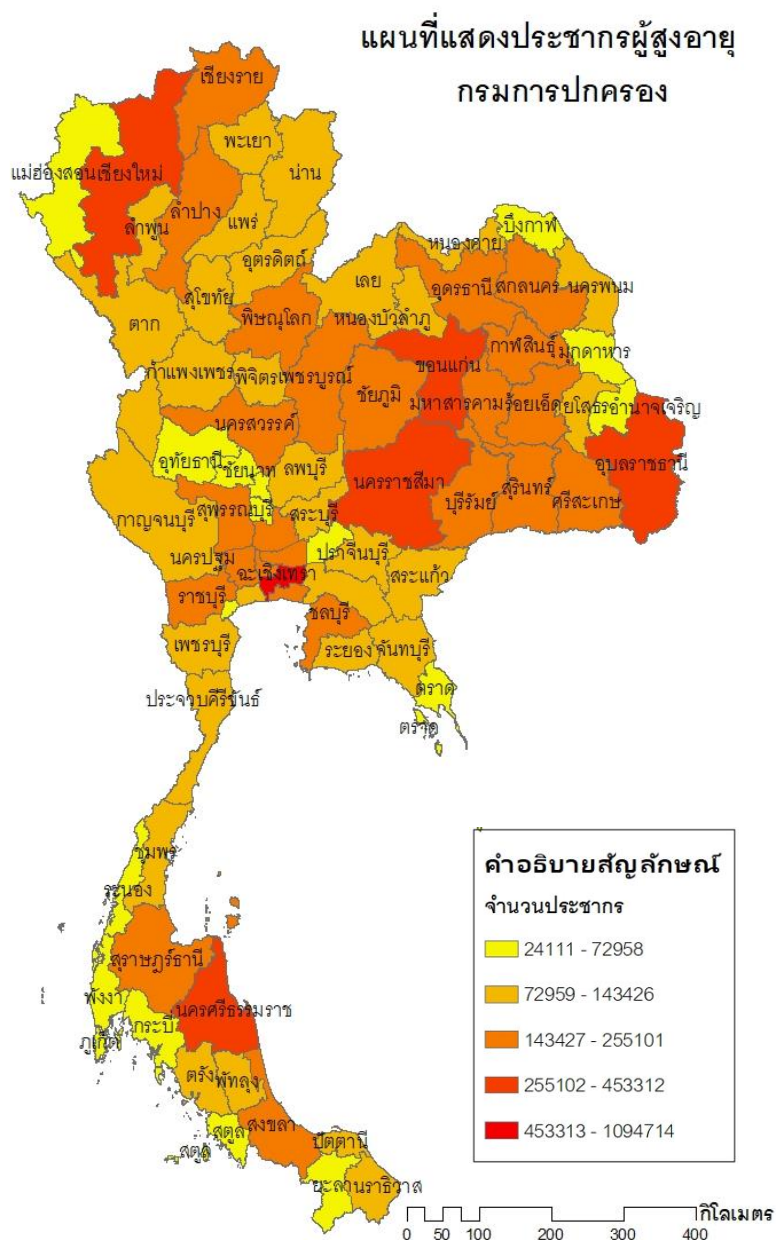 แผนที่แสดงประชากรผู้สูงอายุ
กรมการปกครอง
เชียงราย
พะเยา
น่าน
แม่ฮ่องสอน
เชียงใหม่
ลำปาง
ลำพูน
แพร่
บึงกาฬ
หนองคาย
อุตรดิตถ์
เลย
อุดรธานี
สกลนคร
นครพนม
สุโขทัย
ตาก
พิษณุโลก
หนองบัวลำภู
กาฬสินธุ์
มุกดาหาร
ขอนแก่น
กำแพงเพชร
พิจิตร
เพชรบูรณ์
ชัยภูมิ
มหาสารคาม
ร้อยเอ็ด
ยโสธร
อำนาจเจริญ
นครสวรรค์
อุทัยธานี
ชัยนาท
ลพบุรี
นครราชสีมา
อุบลราชธานี
บุรีรัมย์
สุรินทร์
ศรีสะเกษ
สุพรรณบุรี
สระบุรี
กาญจนบุรี
ปราจีนบุรี
นครปฐม
ฉะเชิงเทรา
สระแก้ว
ราชบุรี
ชลบุรี
เพชรบุรี
ระยอง
จันทบุรี
ตราด
ประจวบคีรีขันธ์
ตราด
ชุมพร
ระนอง
สุราษฎร์ธานี
พังงา
นครศรีธรรมราช
กระบี่
ภูเก็ต
ตรัง
พัทลุง
สตูล
สงขลา
สตูล
ปัตตานี
ยะลา
นราธิวาส
คำอธิบายสัญลักษณ์
จำนวนประชากร
24111 - 72958
72959 - 143426
143427 - 255101
255102 - 453312
453313 - 1094714
กิโลเมตร
0 50 100 200 300 400